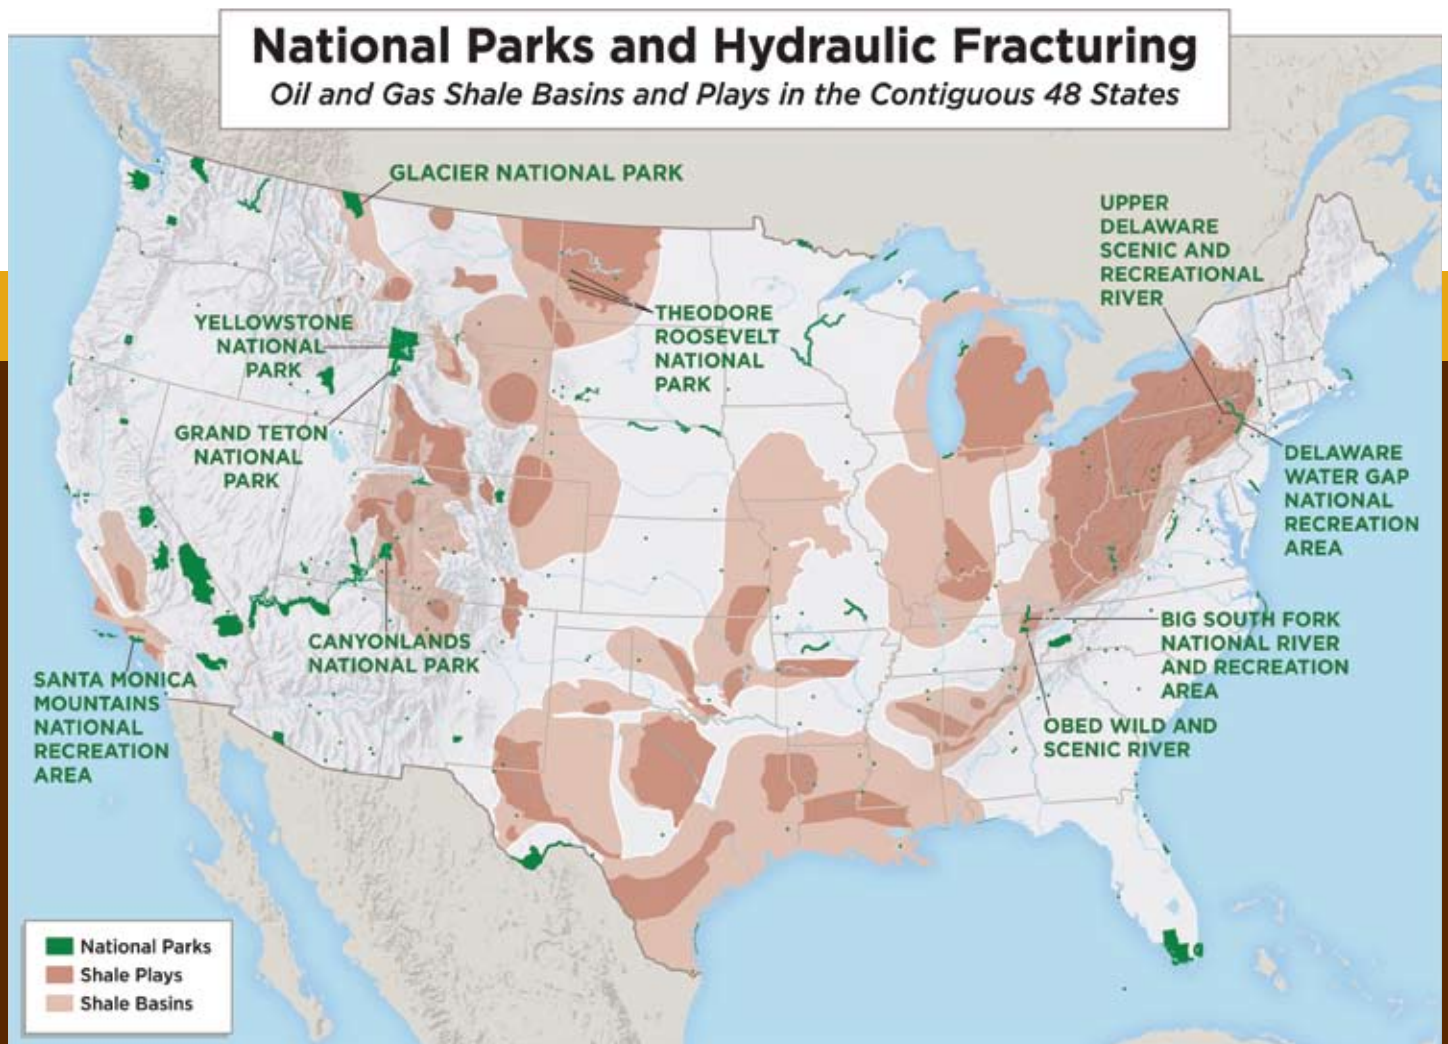 National Parks and Hydraulic Fracturing
Oil and Gas Shale Basins and Plays in the Contiguous 48 States
GLACIER NATIONAL PARK
UPPER
DELAWARE
SCENIC AND
RECREATIONAL
RIVER
YELLOWSTONE
NATIONAL
PARK
THEODORE
ROOSEVELT
NATIONAL
PARK
GRAND TETON
NATIONAL
PARK
DELAWARE
WATER GAP
NATIONAL
RECREATION
AREA
CANYONLANDS
NATIONAL PARK
BIG SOUTH FORK
NATIONAL RIVER
AND RECREATION
AREA
SANTA MONICA
MOUNTAINS
NATIONAL
RECREATION
AREA
OBED WILD AND
SCENIC RIVER
National Parks
Shale Plays
Shale Basins